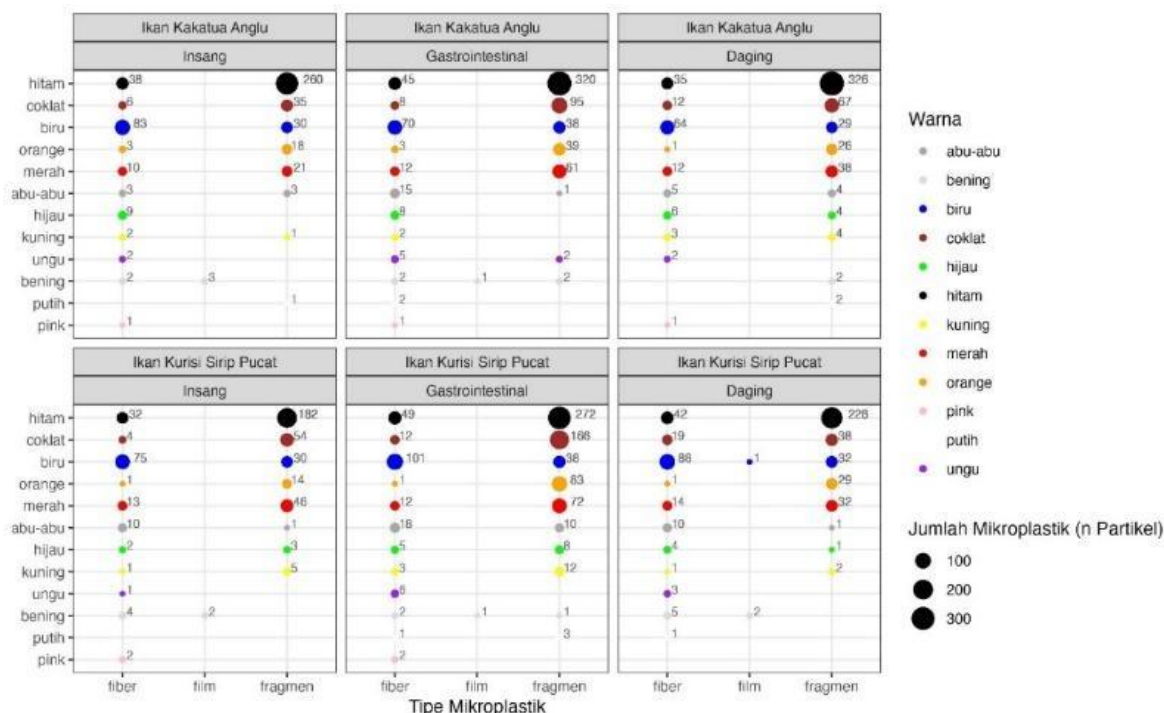 Ikan Kakatua Anglu Ikan Kakatua Anglu Ikan Kakatua Anglu
Insang Gastrointestinal Daging
hitam 38 260 45 320 35 326
coklat 6 35 8 95 12 67
biru 83 30 70 38 64 29
orange 3 18 3 39 1 26
merah 10 21 12 61 12 38
abu-abu 3 3 15 1 5 4
hijau 9 8 6 4
kuning 2 1 2 3 4
ungu 2 5 2 2
bening 2 3 2 1 2 2
putih 1 2 2
pink 1 1 1
Ikan Kurisi Sirip Pucat Ikan Kurisi Sirip Pucat Ikan Kurisi Sirip Pucat
Insang Gastrointestinal Daging
hitam 32 182 49 272 42
coklat 4 54 12 19 38
biru 75 30 101 38 1 32
orange 1 14 1 1 29
merah 13 12 72 14 32
abu-abu 10 1 10 10 1
hijau 2 3 5 8 4 1
kuning 1 5 3 12 1 2
ungu 1 6 3
bening 4 2 2 1 1 5 2
putih 1 3 1
pink 2 2
fiber film fragmen fiber film fragmen fiber film fragmen
Tipe Mikroplastik
Warna
abu-abu
bening
biru
coklat
hijau
hitam
kuning
merah
orange
pink
putih
ungu
Jumlah Mikroplastik (n Partikel)
100
200
300